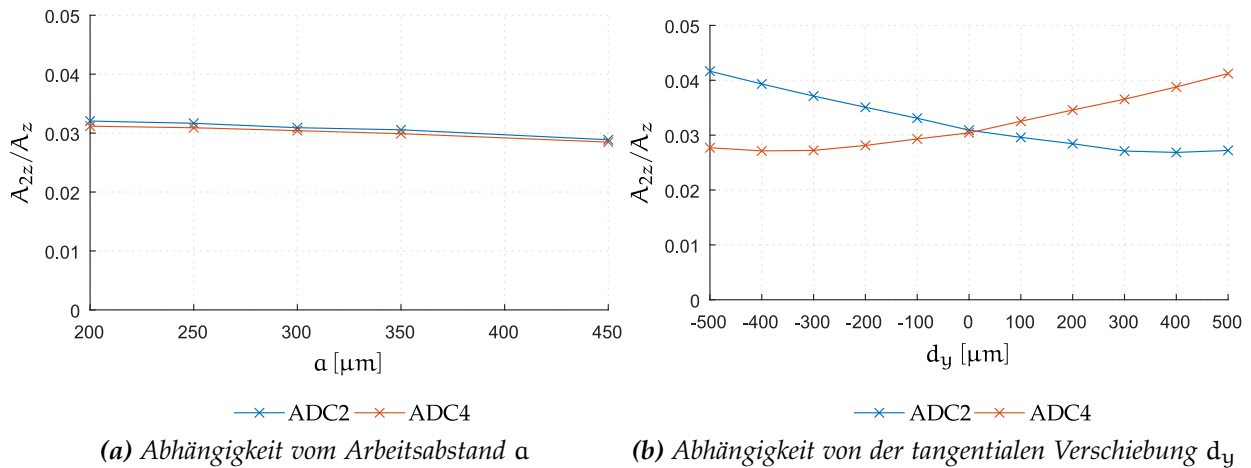 0.05
0.04
0.03
0.02
0.01
0
A2z/Az
200 250 300 350 400 450
a [μm]
ADC2 ADC4
(a) Abhängigkeit vom Arbeitsabstand a
0.05
0.04
0.03
0.02
0.01
0
A2z/Az
-500 -400 -300 -200 -100 0 100 200 300 400 500
dy [μm]
ADC2 ADC4
(b) Abhängigkeit von der tangentialen Verschiebung dy